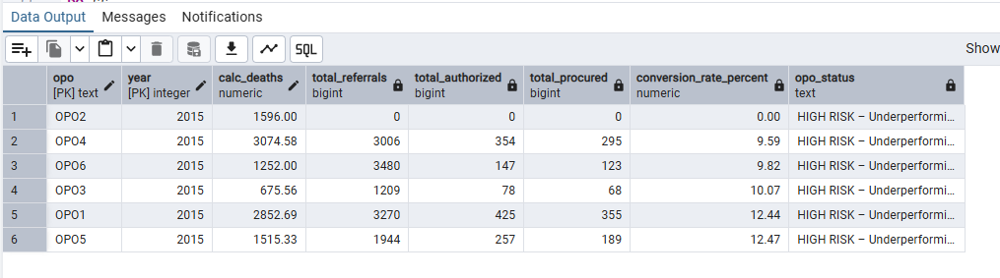 Data Output Messages Notifications
SQL
Show
opo year calc_deaths total_referrals total_authorized total_procured conversion_rate_percent opo_status
[PK] text [PK] integer numeric bigint bigint bigint numeric text
1 OPO2 2015 1596.00 0 0 0 0.00 HIGH RISK – Underperformi...
2 OPO4 2015 3074.58 3006 354 295 9.59 HIGH RISK – Underperformi...
3 OPO6 2015 1252.00 3480 147 123 9.82 HIGH RISK – Underperformi...
4 OPO3 2015 675.56 1209 78 68 10.07 HIGH RISK – Underperformi...
5 OPO1 2015 2852.69 3270 425 355 12.44 HIGH RISK – Underperformi...
6 OPO5 2015 1515.33 1944 257 189 12.47 HIGH RISK – Underperformi...